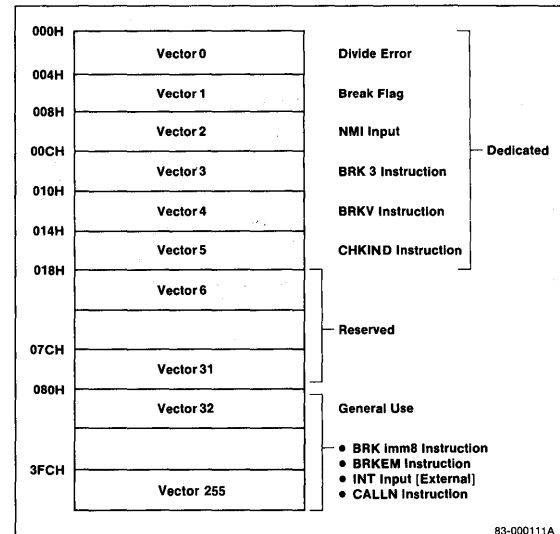 000H
Vector 0 Divide Error
004H
Vector 1 Break Flag
008H
Vector 2 NMI Input
00CH
Dedicated
Vector 3 BRK 3 Instruction
010H
Vector 4 BRKV Instruction
014H
Vector 5 CHKIND Instruction
018H
Vector 6
Reserved
07CH
Vector 31
080H
Vector 32 General Use
• BRK imm8 Instruction
• BRKEM Instruction
3FCH
• INT Input [External]
Vector 255
• CALLN Instruction
83-000111A